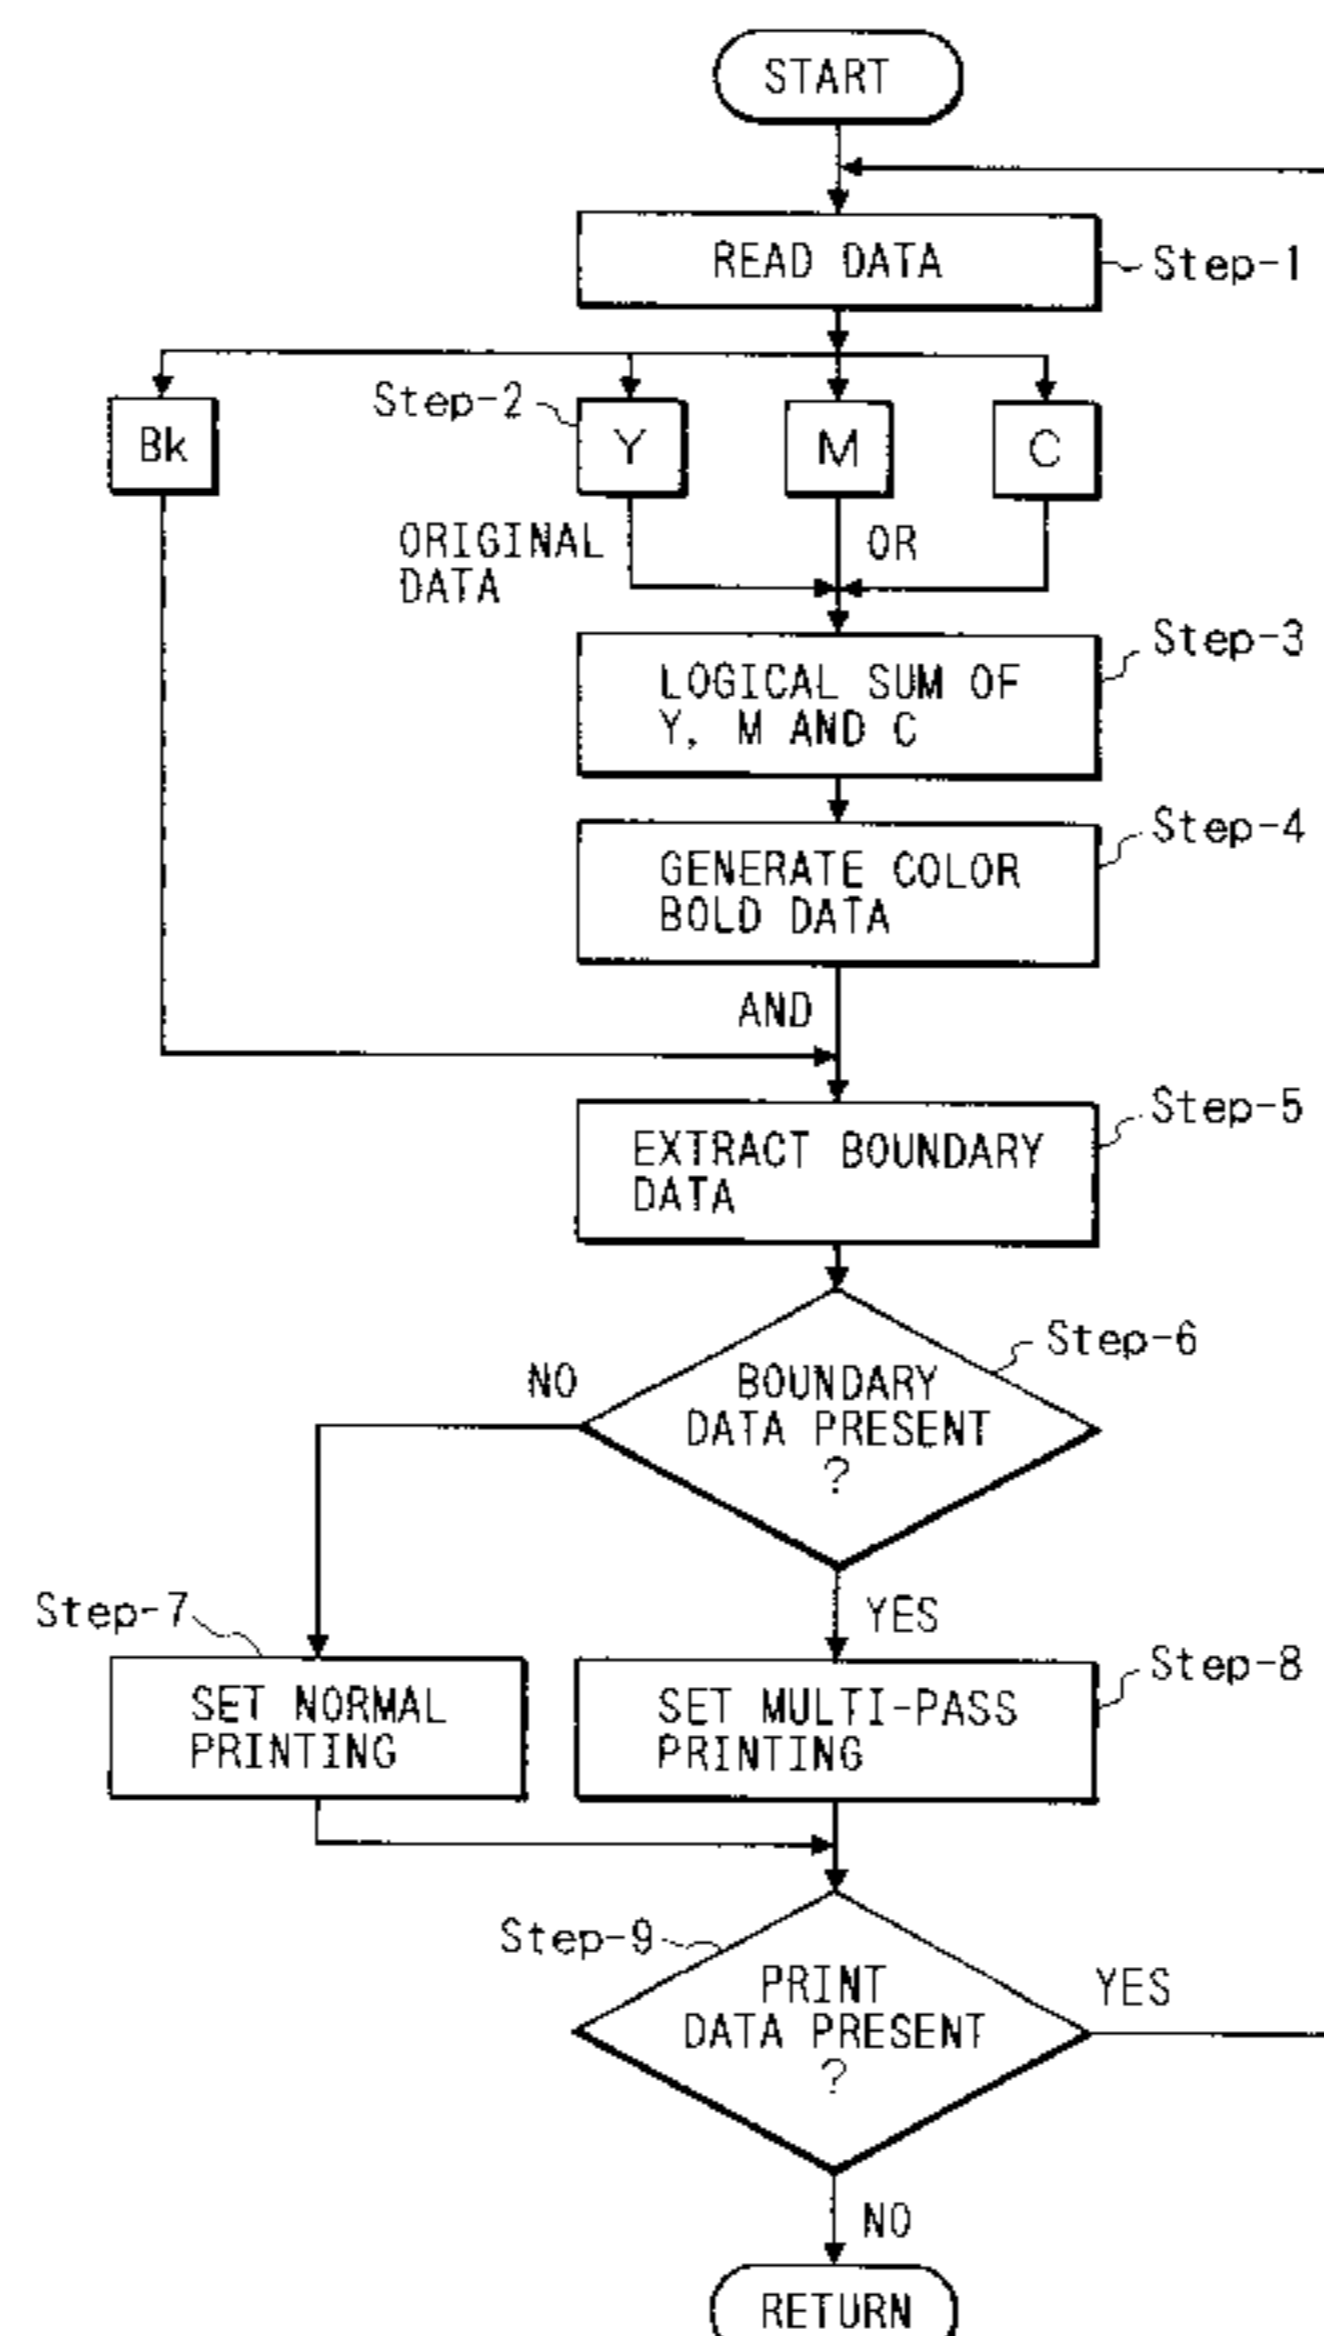 START
READ DATA
Step-1
Step-2
Bk
Y
M
C
ORIGINAL
DATA
OR
Step-3
LOGICAL SUM OF
Y, M AND C
Step-4
GENERATE COLOR
BOLD DATA
AND
Step-5
EXTRACT BOUNDARY
DATA
Step-6
NO
BOUNDARY
DATA PRESENT
?
YES
Step-7
SET NORMAL
PRINTING
Step-8
SET MULTI-PASS
PRINTING
Step-9
PRINT
DATA PRESENT
?
YES
NO
RETURN